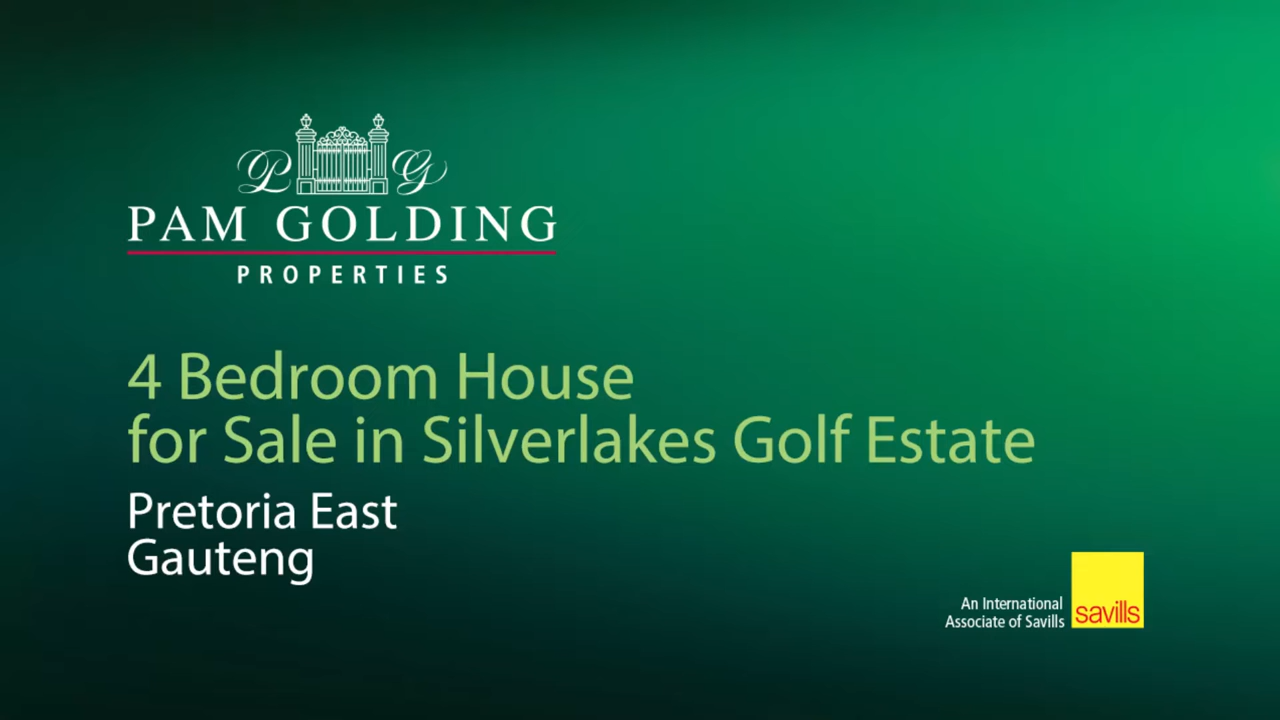 P G
PAM GOLDING
PROPERTIES
4 Bedroom House
for Sale in Silverlakes Golf Estate
Pretoria East
Gauteng
An International
Associate of Savills
savills